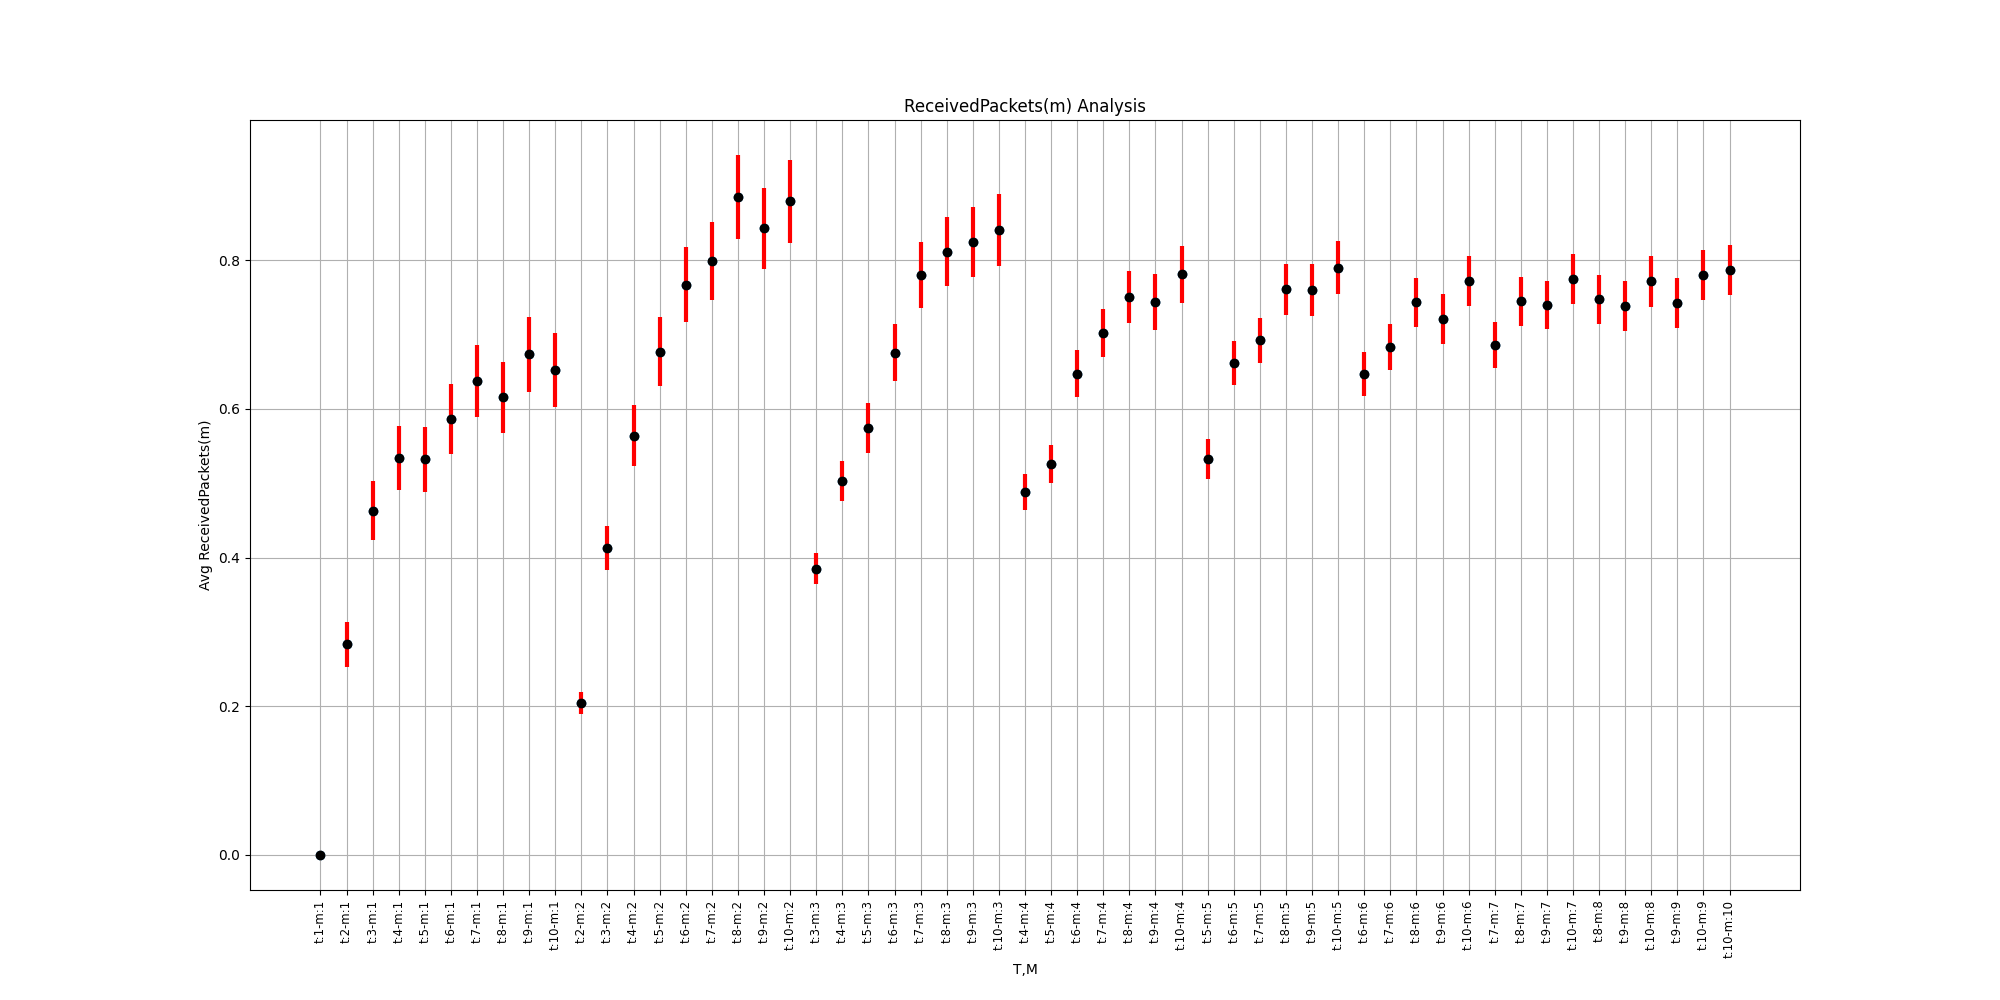 ReceivedPackets(m) Analysis
Avg ReceivedPackets(m)
0.8
0.6
0.4
0.2
0.0
t:1-m:1
t:2-m:1
t:3-m:1
t:4-m:1
t:5-m:1
t:6-m:1
t:7-m:1
t:8-m:1
t:9-m:1
t:10-m:1
t:2-m:2
t:3-m:2
t:4-m:2
t:5-m:2
t:6-m:2
t:7-m:2
t:8-m:2
t:9-m:2
t:10-m:2
t:3-m:3
t:4-m:3
t:5-m:3
t:6-m:3
t:7-m:3
t:8-m:3
t:9-m:3
t:10-m:3
t:4-m:4
t:5-m:4
t:6-m:4
t:7-m:4
t:8-m:4
t:9-m:4
t:10-m:4
t:5-m:5
t:6-m:5
t:7-m:5
t:8-m:5
t:9-m:5
t:10-m:5
t:6-m:6
t:7-m:6
t:8-m:6
t:9-m:6
t:10-m:6
t:7-m:7
t:8-m:7
t:9-m:7
t:10-m:7
t:8-m:8
t:9-m:8
t:10-m:8
t:9-m:9
t:10-m:9
t:10-m:10
T,M